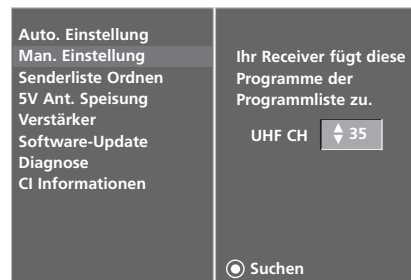 Auto. Einstellung
Man. Einstellung
Senderliste Ordnen
5V Ant. Speisung
Verstärker
Software-Update
Diagnose
CI Informationen
Ihr Receiver fügt diese
Programme der
Programmliste zu.
UHF CH 35
Suchen